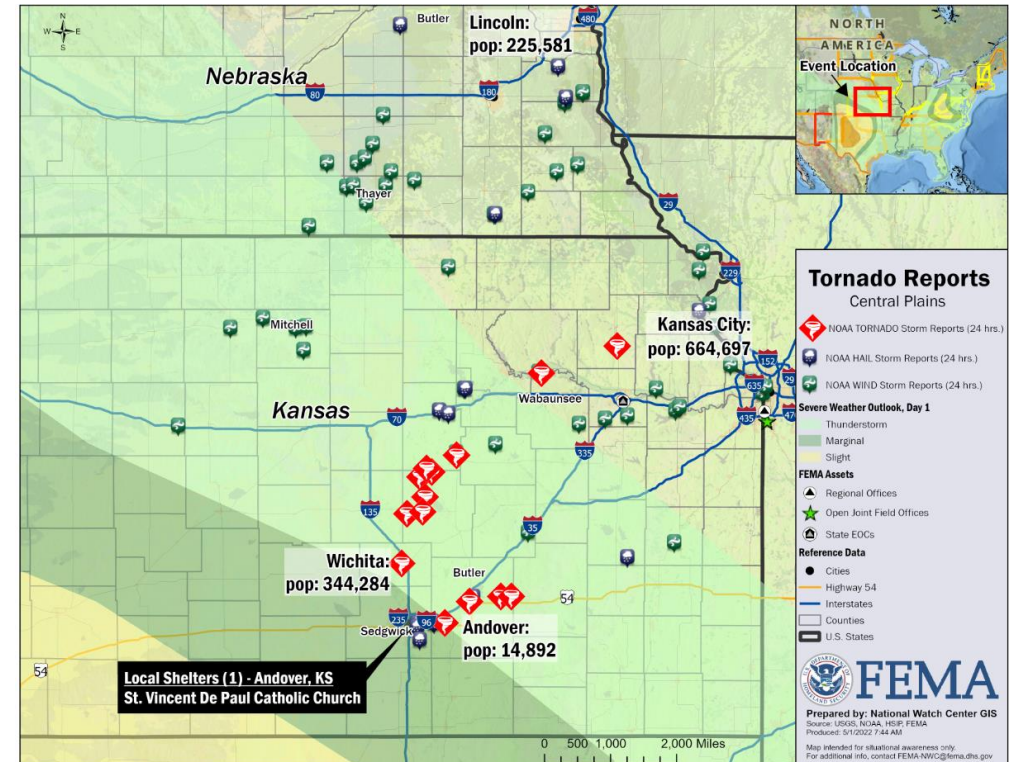 N
W
E
S
Butler
Lincoln:
pop: 225,581
480
Nebraska
80
180
Thayer
29
229
Mitchell
Kansas City:
pop: 664,697
152
635
29
435
Wabaunsee
Kansas
70
335
135
35
Wichita:
pop: 344,284
Butler
54
235
96
Sedgwick
Andover:
pop: 14,892
54
Local Shelters (1) - Andover, KS
St. Vincent De Paul Catholic Church
0 500 1,000 2,000 Miles
NORTH
AMERICA
Event Location
Tornado Reports
Central Plains
NOAA TORNADO Storm Reports (24 hrs.)
NOAA HAIL Storm Reports (24 hrs.)
NOAA WIND Storm Reports (24 hrs.)
Severe Weather Outlook, Day 1
Thunderstorm
Marginal
Slight
FEMA Assets
Regional Offices
Open Joint Field Offices
State EOCs
Reference Data
Cities
Highway 54
Interstates
Counties
U.S. States
FEMA
Prepared by: National Watch Center GIS
Source: USGS, NOAA, HSIP, FEMA
Produced: 5/1/2022 7:44 AM
Map intended for situational awareness only.
For additional info, contact FEMA-NWC@fema.dhs.gov